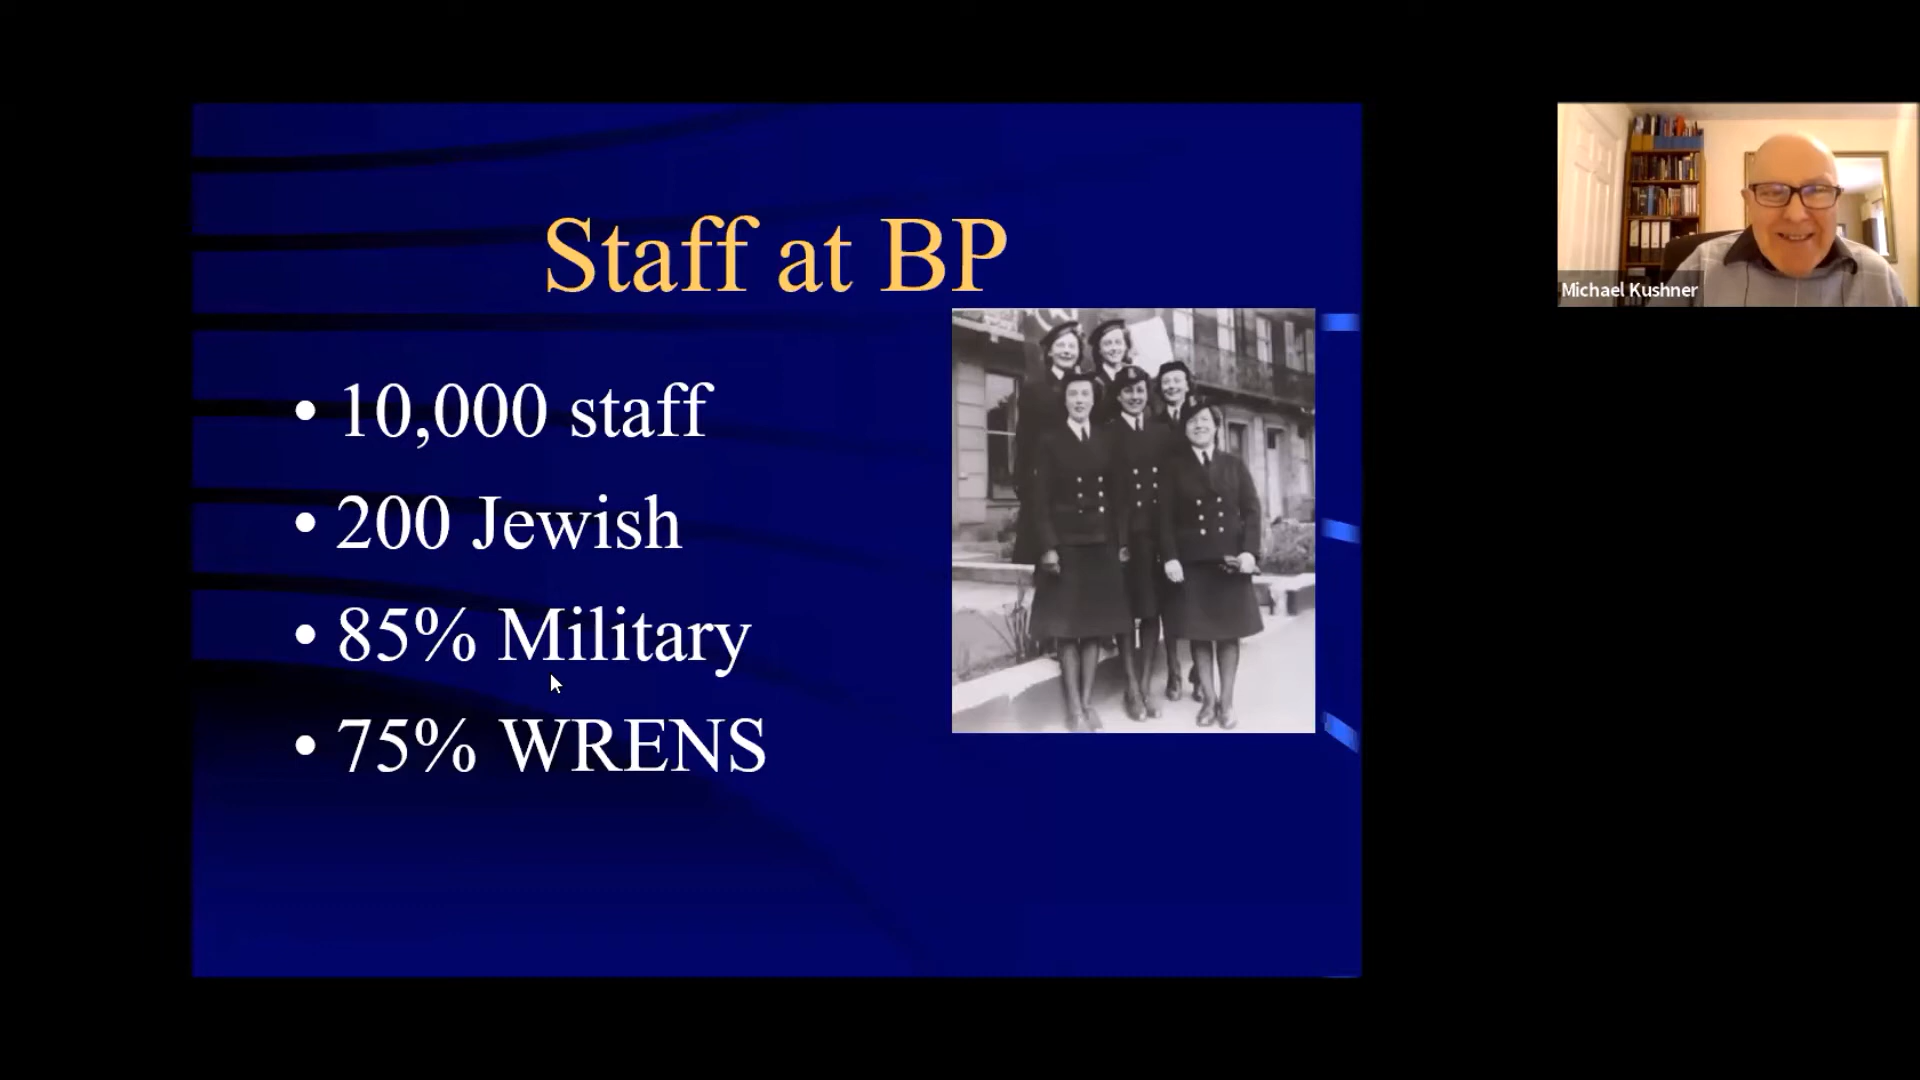 Staff at BP
• 10,000 staff
• 200 Jewish
• 85% Military
• 75% WRENS
Michael Kushner